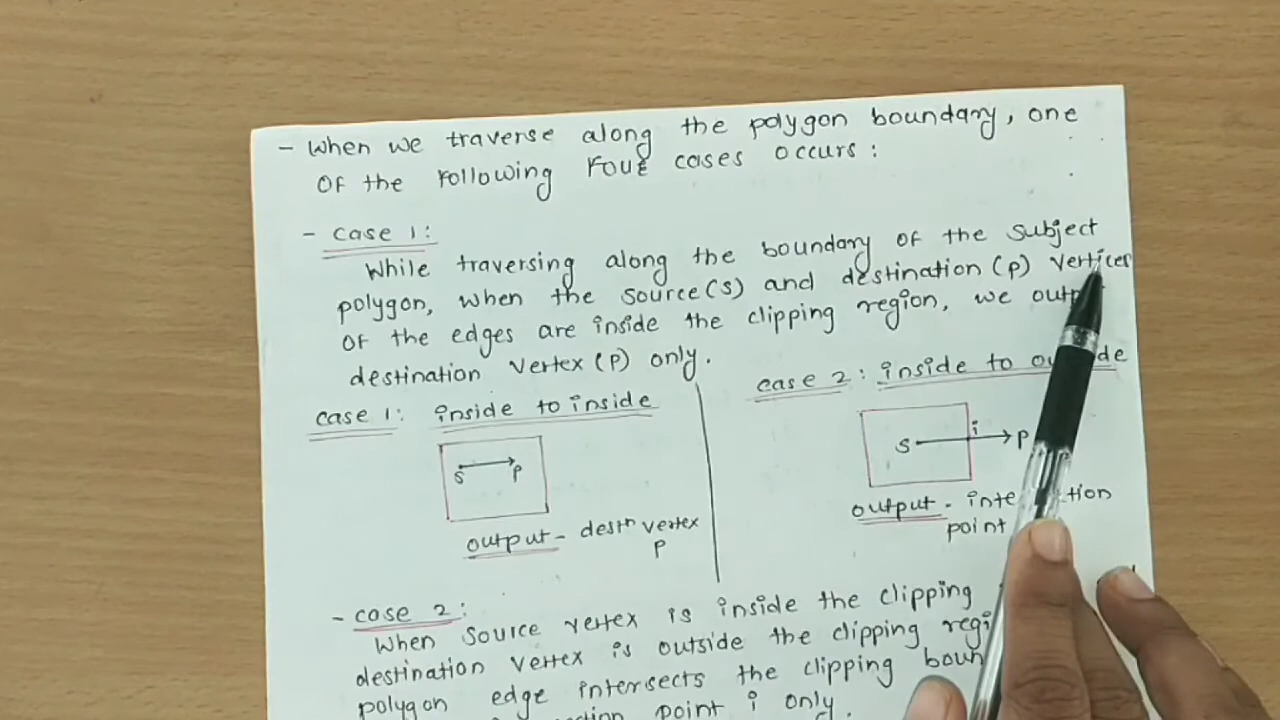 - When we traverse along the polygon boundary, one
of the following Four cases occurs:
- case 1:
While traversing along the boundary of the subject
polygon, when the source(s) and destination (p) vertices
of the edges are inside the clipping region, we
destination vertex (p) only.
case 1: inside to inside
s p
output - destn vertex
p
case 2: inside to
s i p
output -
point
- case 2:
When source vertex is inside the clipping
destination vertex is outside the clipping
polygon edge intersects the clipping
point i only.